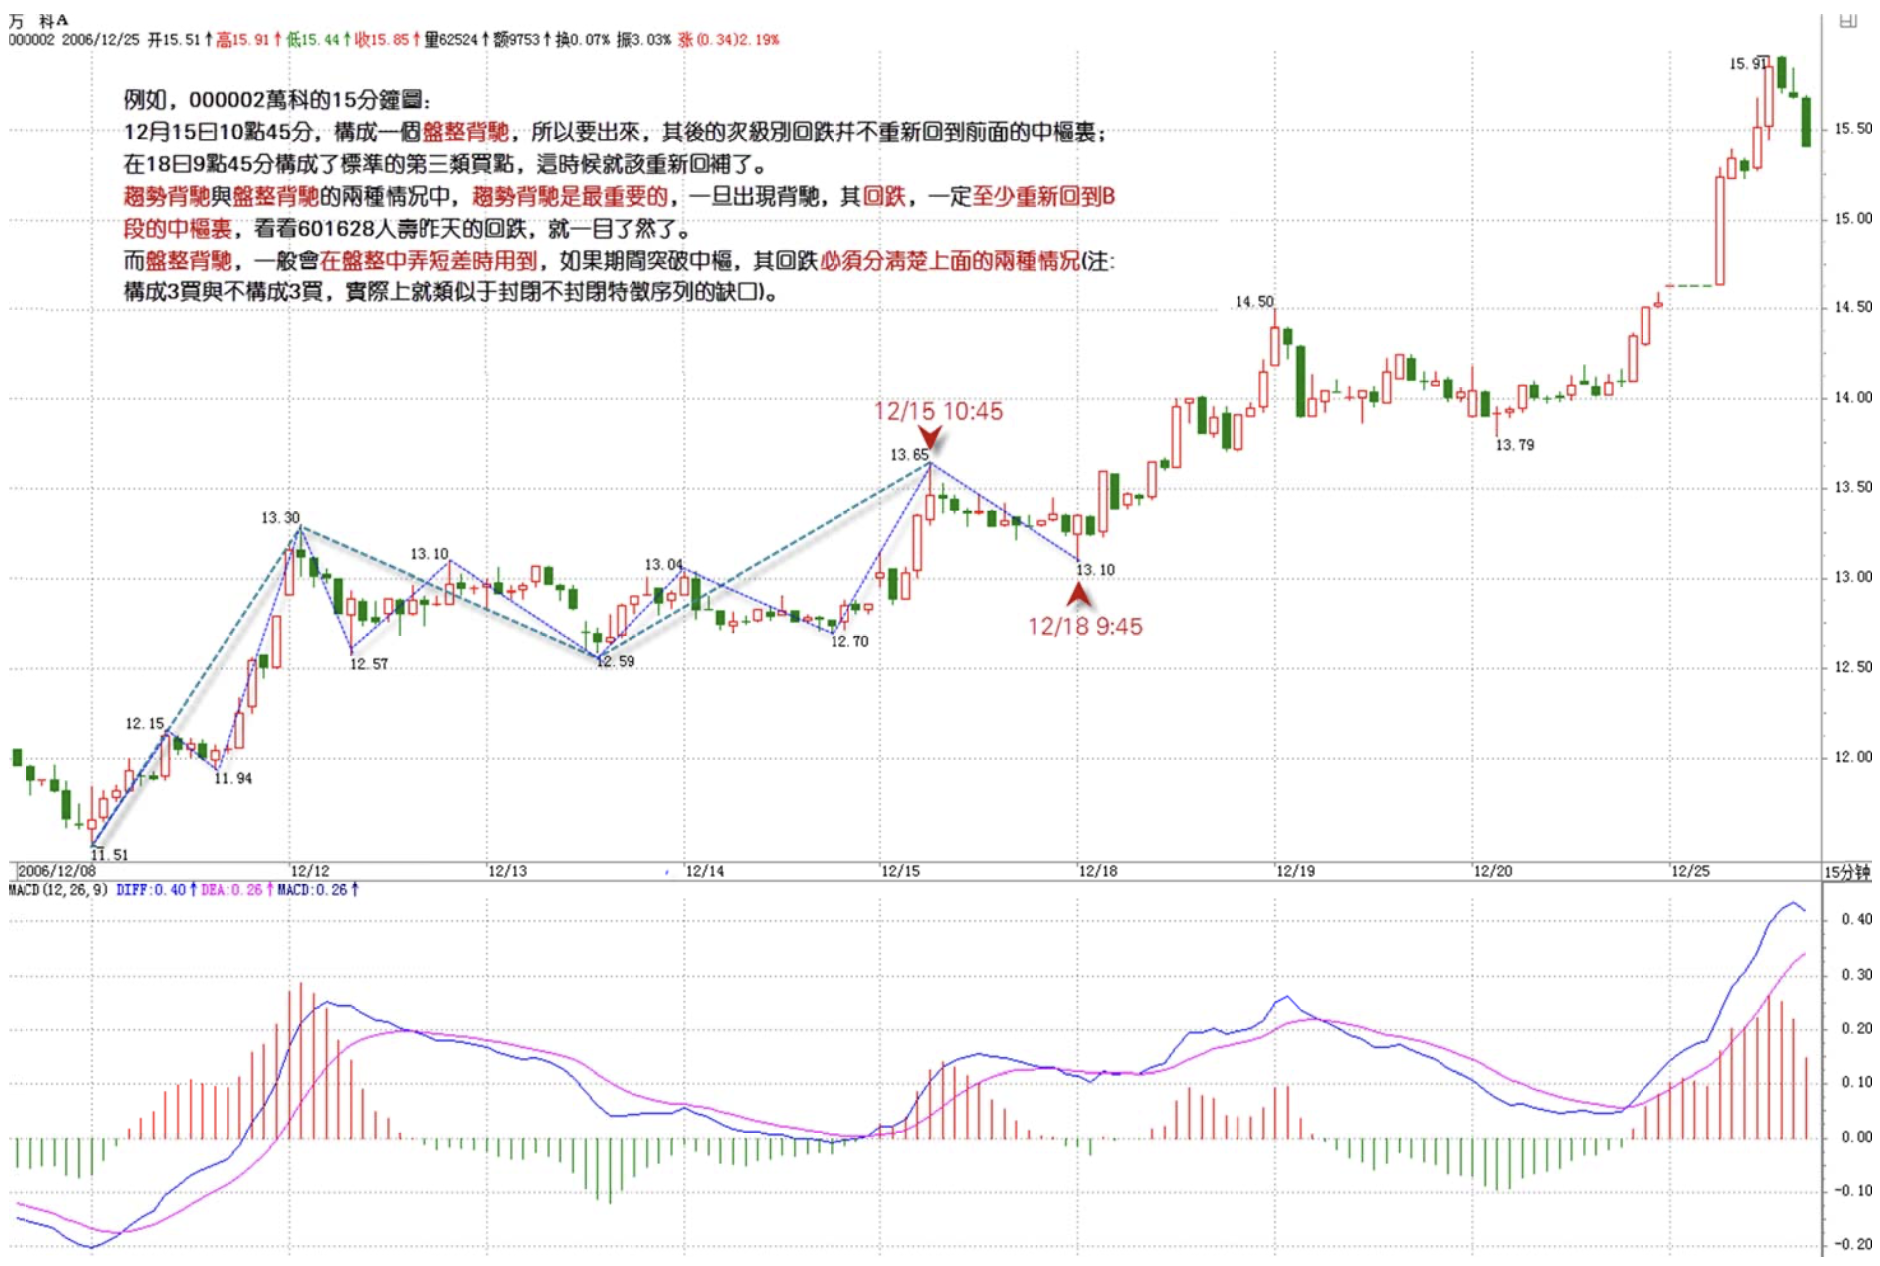 万 科A
000002 2006/12/25 开15.51↑高15.91↑低15.44↑收15.85↑量62524↑额9753↑换0.07% 振3.03% 涨(0.34)2.19%
例如，000002萬科的15分鐘圖：
12月15日10點45分，構成一個盤整背馳，所以要出來，其後的次級別回跌幷不重新回到前面的中樞裏；
在18日9點45分構成了標準的第三類買點，這時候就該重新回補了。
趨勢背馳與盤整背馳的兩種情況中，趨勢背馳是最重要的，一旦出現背馳，其回跌，一定至少重新回到B
段的中樞裏，看看601628人壽昨天的回跌，就一目了然了。
而盤整背馳，一般會在盤整中弄短差時用到，如果期間突破中樞，其回跌必須分淸楚上面的兩種情況(注:
構成3買與不構成3買，實際上就類似于封閉不封閉特徵序列的缺口)。
15.91
15.50
15.00
14.50
14.50
14.00
12/15 10:45
13.65
13.79
13.50
13.30
13.10
13.04
13.10
13.00
12/18 9:45
12.57
12.59
12.70
12.50
12.15
11.94
12.00
11.51
2006/12/08 12/12 12/13 12/14 12/15 12/18 12/19 12/20 12/25 15分钟
MACD(12,26,9) DIFF:0.40↑DEA:0.26↑MACD:0.26↑
0.40
0.30
0.20
0.10
0.00
-0.10
-0.20